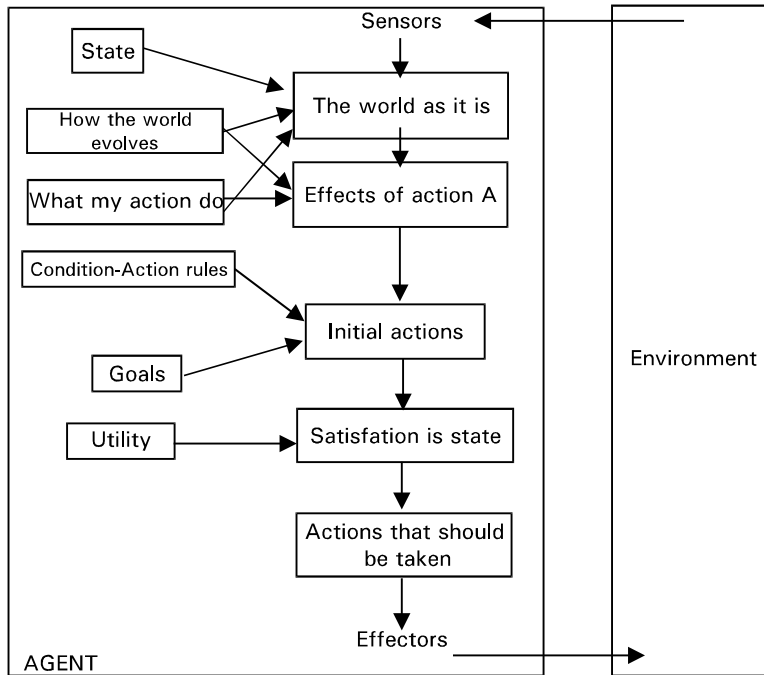 Sensors
State
The world as it is
How the world
evolves
What my action do
Effects of action A
Condition-Action rules
Initial actions
Environment
Goals
Utility
Satisfation is state
Actions that should
be taken
Effectors
AGENT